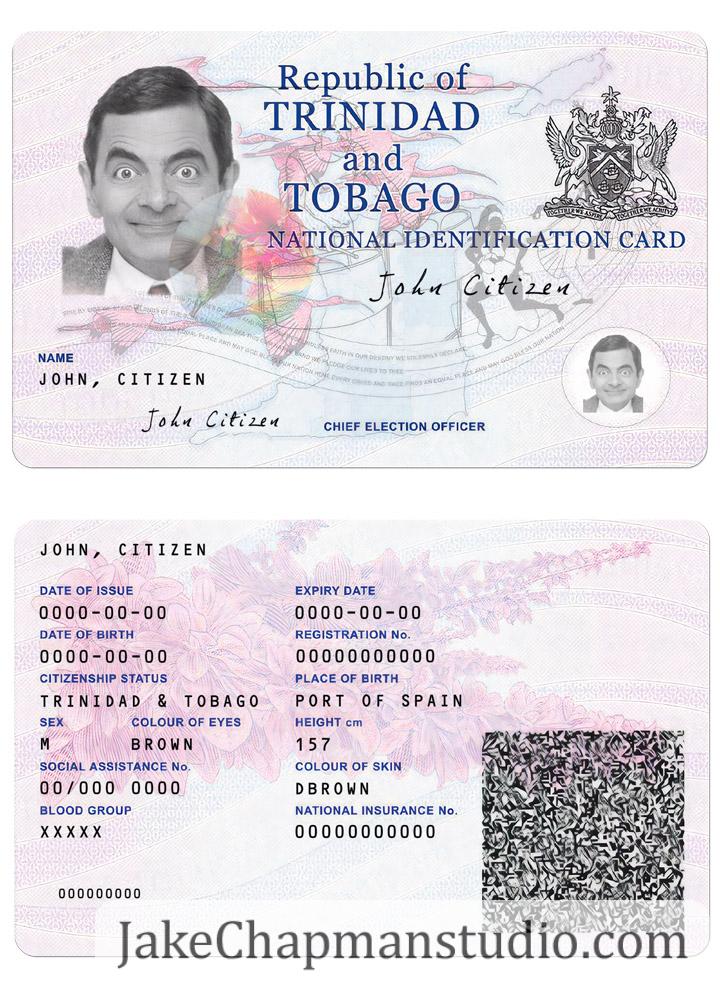 Republic of
TRINIDAD
and
TOBAGO
NATIONAL IDENTIFICATION CARD
TOGETHER WE ASPIRE TOGETHER WE ACHIEVE
John Citizen
NAME
JOHN, CITIZEN
John Citizen
CHIEF ELECTION OFFICER
JOHN, CITIZEN
DATE OF ISSUE EXPIRY DATE
0000-00-00 0000-00-00
DATE OF BIRTH REGISTRATION No.
0000-00-00 00000000000
CITIZENSHIP STATUS PLACE OF BIRTH
TRINIDAD & TOBAGO PORT OF SPAIN
SEX COLOUR OF EYES HEIGHT cm
M BROWN 157
SOCIAL ASSISTANCE No. COLOUR OF SKIN
00/000 0000 DBROWN
BLOOD GROUP NATIONAL INSURANCE No.
XXXXX 00000000000
000000000
JakeChapmanstudio.com